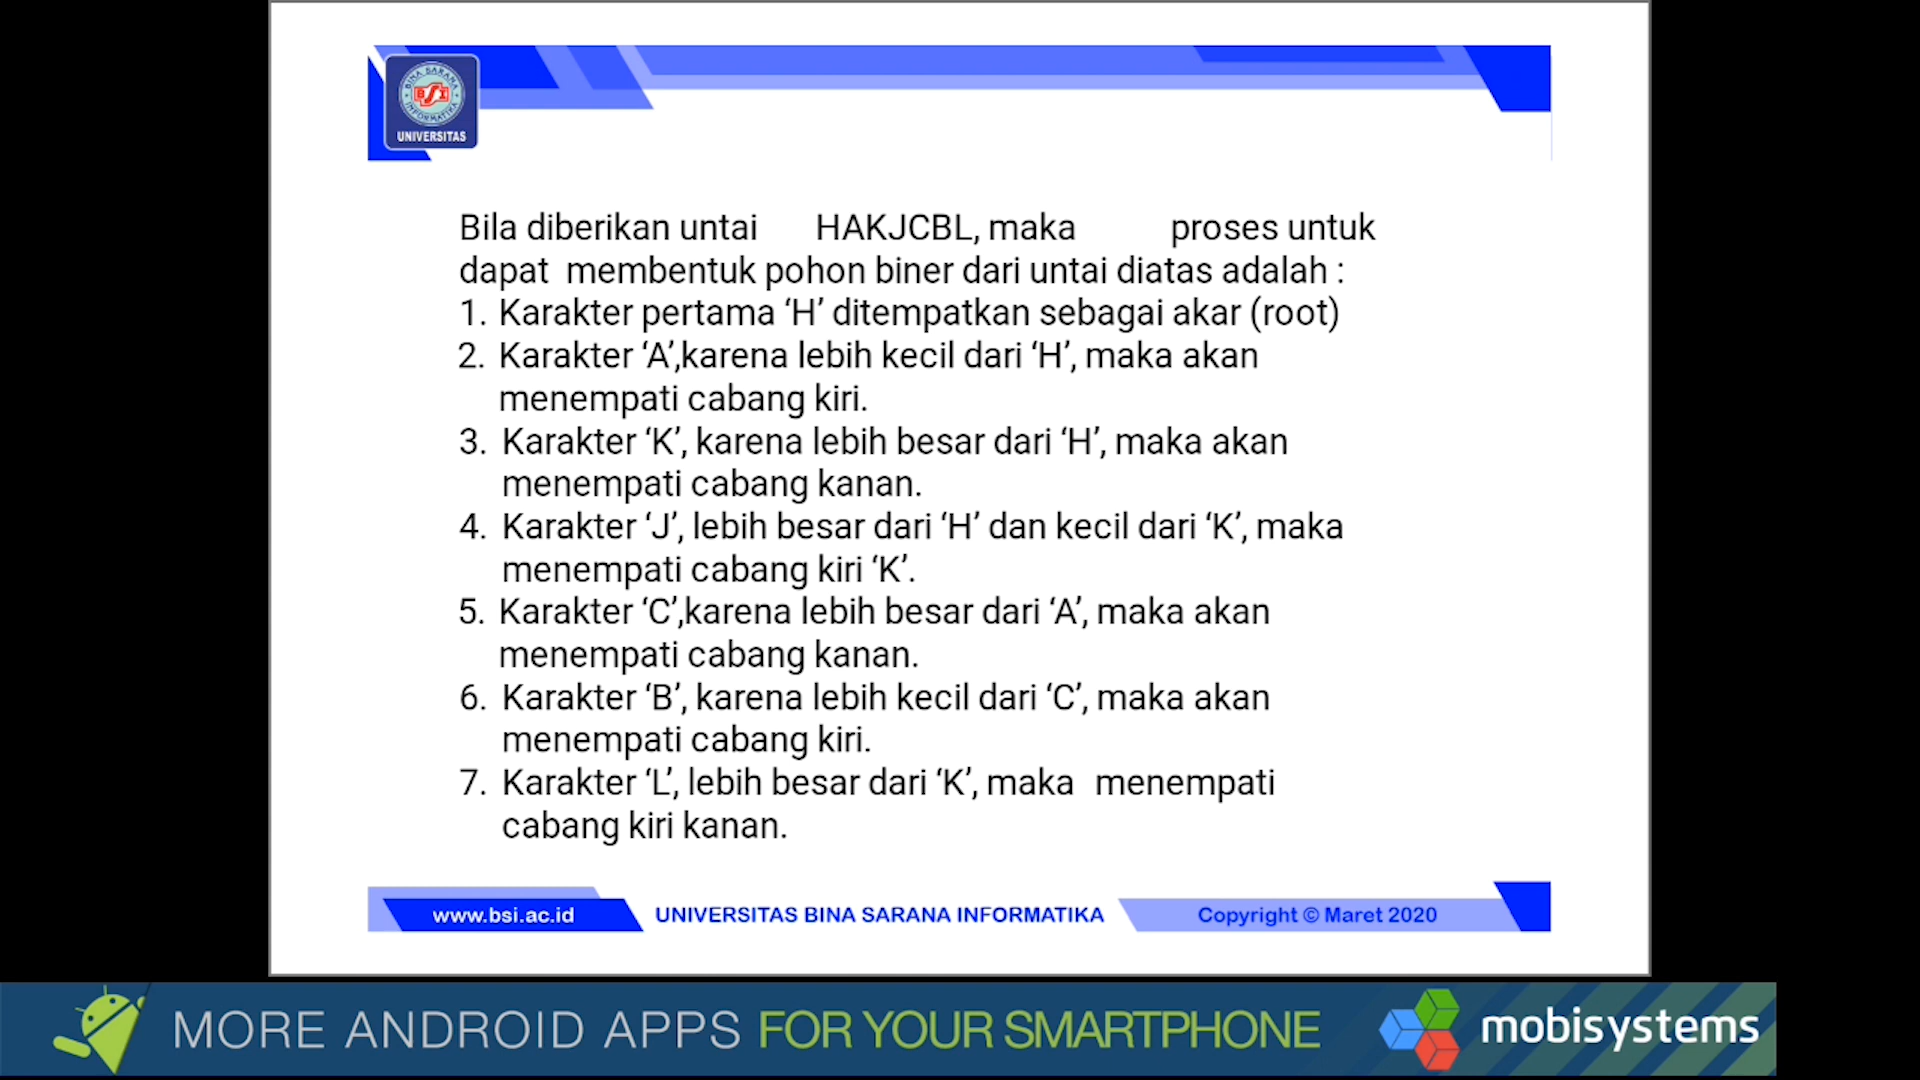 BINA SARANA
BSI
INFORMATIKA
UNIVERSITAS
Bila diberikan untai HAKJCBL, maka proses untuk
dapat membentuk pohon biner dari untai diatas adalah :
1. Karakter pertama ‘H’ ditempatkan sebagai akar (root)
2. Karakter ‘A’,karena lebih kecil dari ‘H’, maka akan
menempati cabang kiri.
3. Karakter ‘K’, karena lebih besar dari ‘H’, maka akan
menempati cabang kanan.
4. Karakter ‘J’, lebih besar dari ‘H’ dan kecil dari ‘K’, maka
menempati cabang kiri ‘K’.
5. Karakter ‘C’,karena lebih besar dari ‘A’, maka akan
menempati cabang kanan.
6. Karakter ‘B’, karena lebih kecil dari ‘C’, maka akan
menempati cabang kiri.
7. Karakter ‘L’, lebih besar dari ‘K’, maka menempati
cabang kiri kanan.
www.bsi.ac.id UNIVERSITAS BINA SARANA INFORMATIKA Copyright © Maret 2020
MORE ANDROID APPS FOR YOUR SMARTPHONE mobisystems